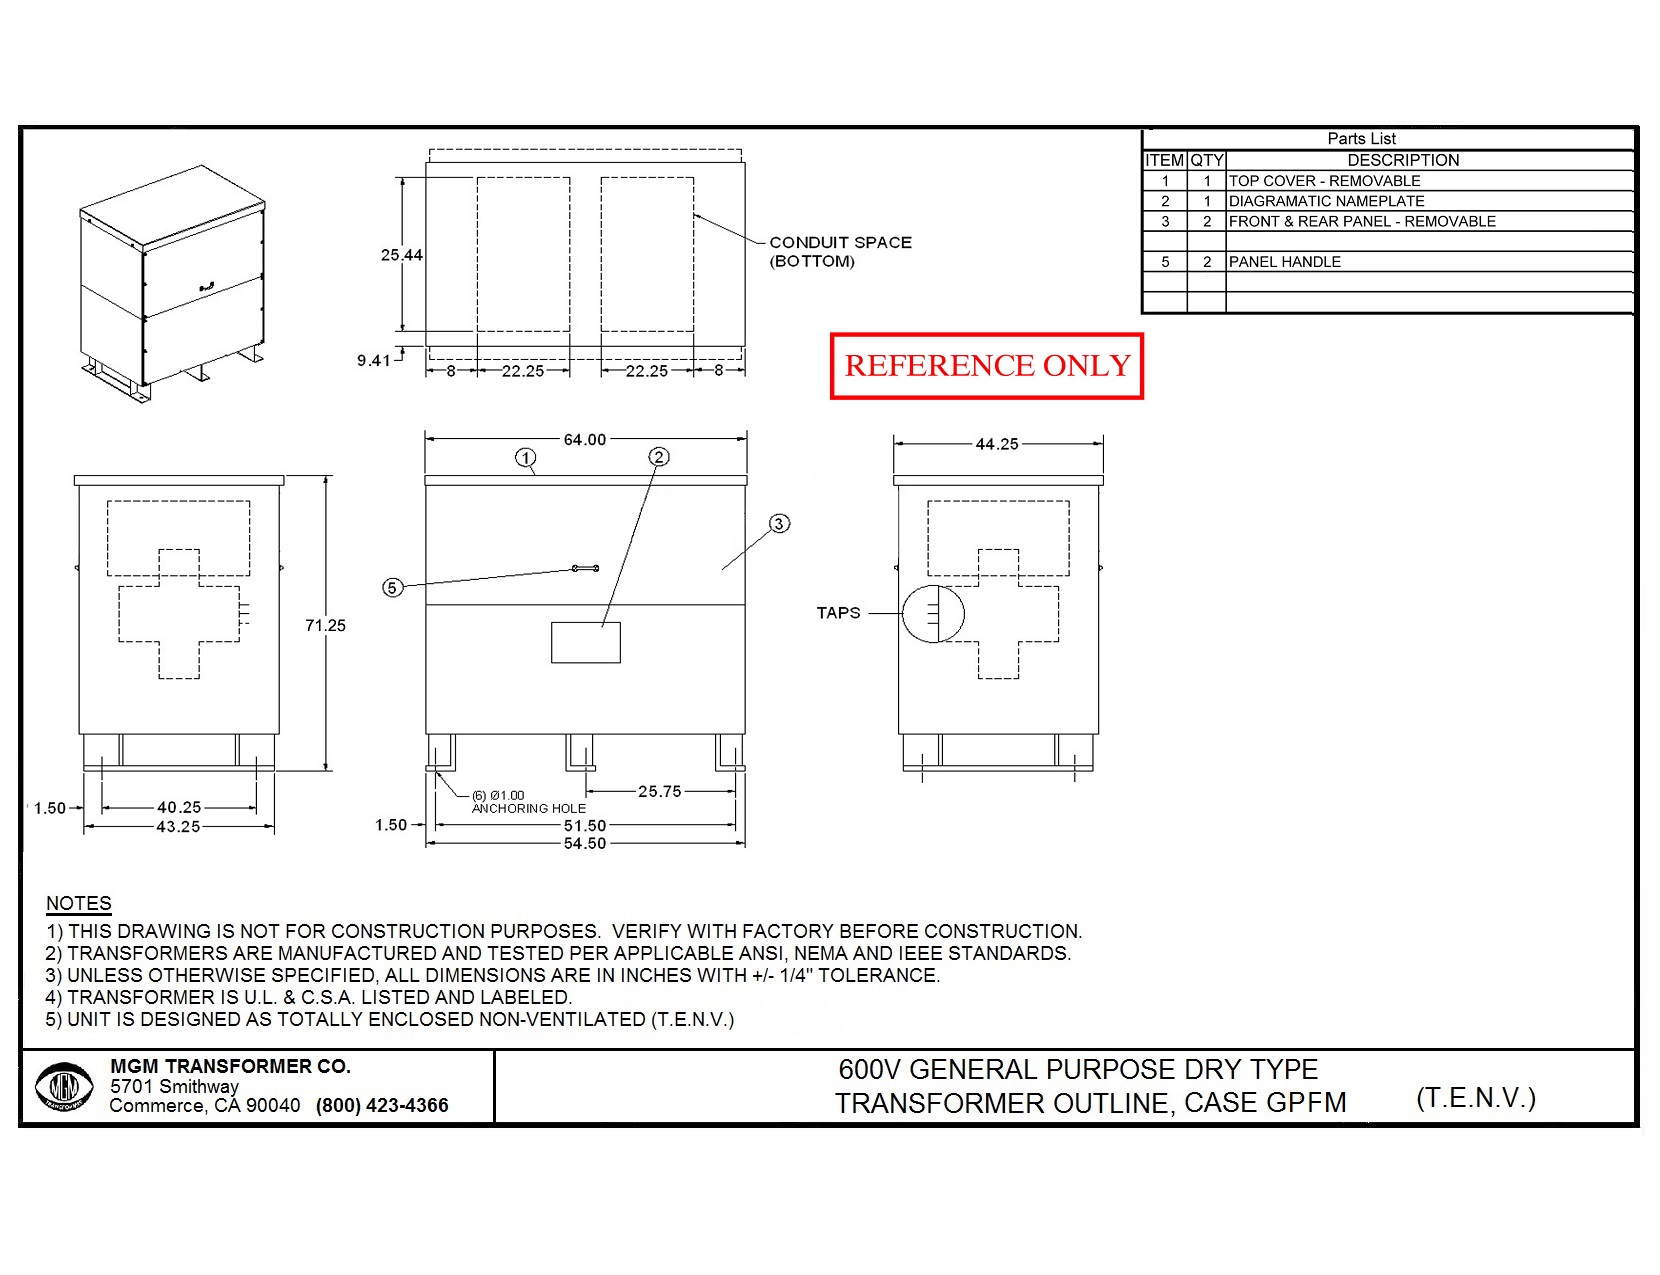 Parts List
ITEM QTY DESCRIPTION
1 1 TOP COVER - REMOVABLE
2 1 DIAGRAMATIC NAMEPLATE
3 2 FRONT & REAR PANEL - REMOVABLE
5 2 PANEL HANDLE
CONDUIT SPACE
(BOTTOM)
25.44
9.41
8 22.25 22.25 8
REFERENCE ONLY
64.00
44.25
1 2
3
5
71.25
TAPS
(6) Ø1.00
ANCHORING HOLE
25.75
1.50 40.25
43.25
1.50 51.50
54.50
NOTES
1) THIS DRAWING IS NOT FOR CONSTRUCTION PURPOSES. VERIFY WITH FACTORY BEFORE CONSTRUCTION.
2) TRANSFORMERS ARE MANUFACTURED AND TESTED PER APPLICABLE ANSI, NEMA AND IEEE STANDARDS.
3) UNLESS OTHERWISE SPECIFIED, ALL DIMENSIONS ARE IN INCHES WITH +/- 1/4" TOLERANCE.
4) TRANSFORMER IS U.L. & C.S.A. LISTED AND LABELED.
5) UNIT IS DESIGNED AS TOTALLY ENCLOSED NON-VENTILATED (T.E.N.V.)
MGM
MGM TRANSFORMER CO.
5701 Smithway
Commerce, CA 90040 (800) 423-4366
600V GENERAL PURPOSE DRY TYPE
TRANSFORMER OUTLINE, CASE GPFM (T.E.N.V.)